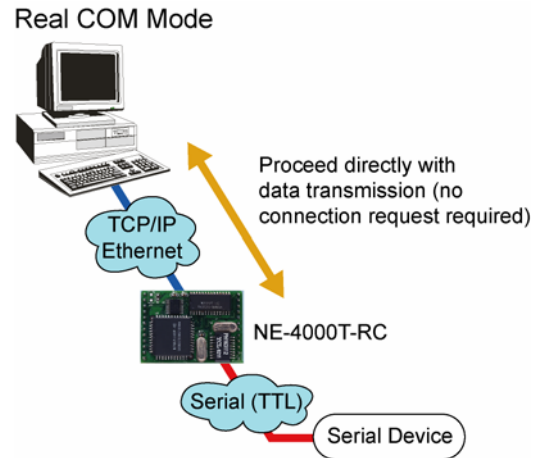 Real COM Mode
Proceed directly with
data transmission (no
connection request required)
TCP/IP
Ethernet
NE-4000T-RC
Serial (TTL)
Serial Device